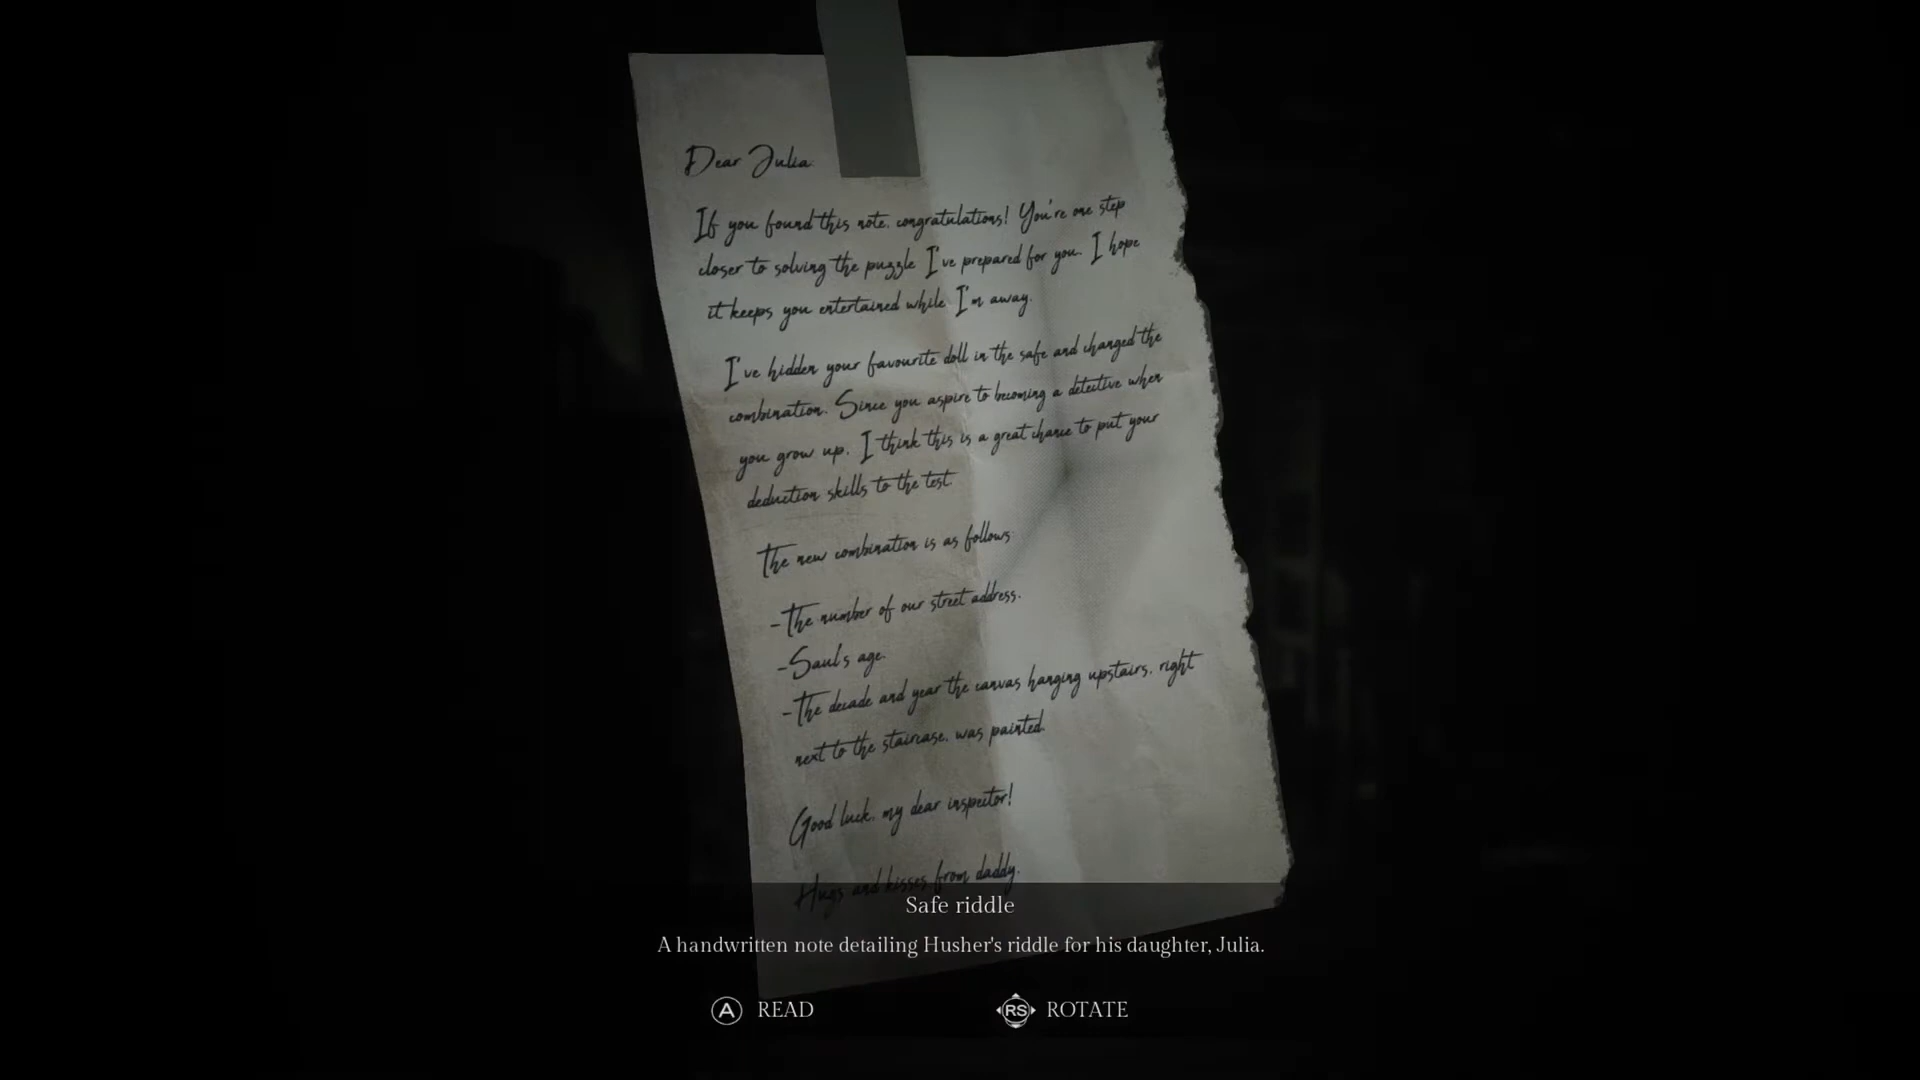 Dear Julia:
If you found this note, congratulations! You're one step
closer to solving the puzzle I've prepared for you. I hope
it keeps you entertained while I'm away.
I've hidden your favourite doll in the safe and changed the
combination. Since you aspire to becoming a detective when
you grow up, I think this is a great chance to put your
deduction skills to the test.
The new combination is as follows:
-The number of our street address.
-Saul's age.
-The decade and year the canvas hanging upstairs, right
next to the staircase, was painted.
Good luck, my dear inspector!
Hugs and kisses from daddy.
Safe riddle
A handwritten note detailing Husher's riddle for his daughter, Julia.
A READ
RS ROTATE